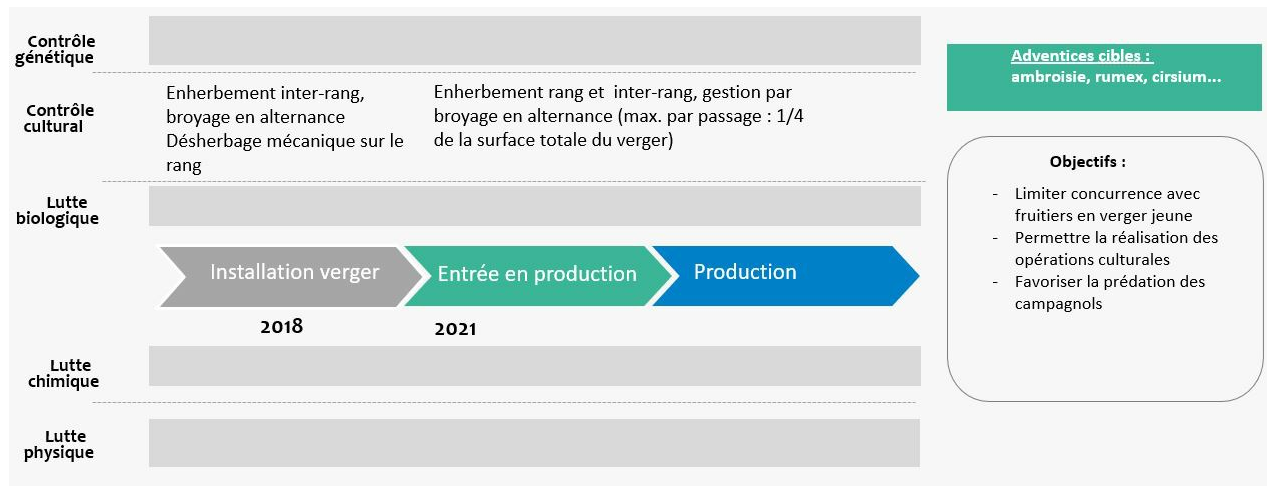 Contrôle
génétique
Contrôle
cultural
Enherbement inter-rang,
broyage en alternance
Désherbage mécanique sur le
rang
Enherbement rang et  inter-rang, gestion par
broyage en alternance (max. par passage : 1/4
de la surface totale du verger)
Lutte
biologique
Installation verger
Entrée en production
Production
2018
2021
Lutte
chimique
Lutte
physique
Adventices cibles :
ambroisie, rumex, cirsium...
Objectifs :
- Limiter concurrence avec
fruitiers en verger jeune
- Permettre la réalisation des
opérations culturales
- Favoriser la prédation des
campagnols